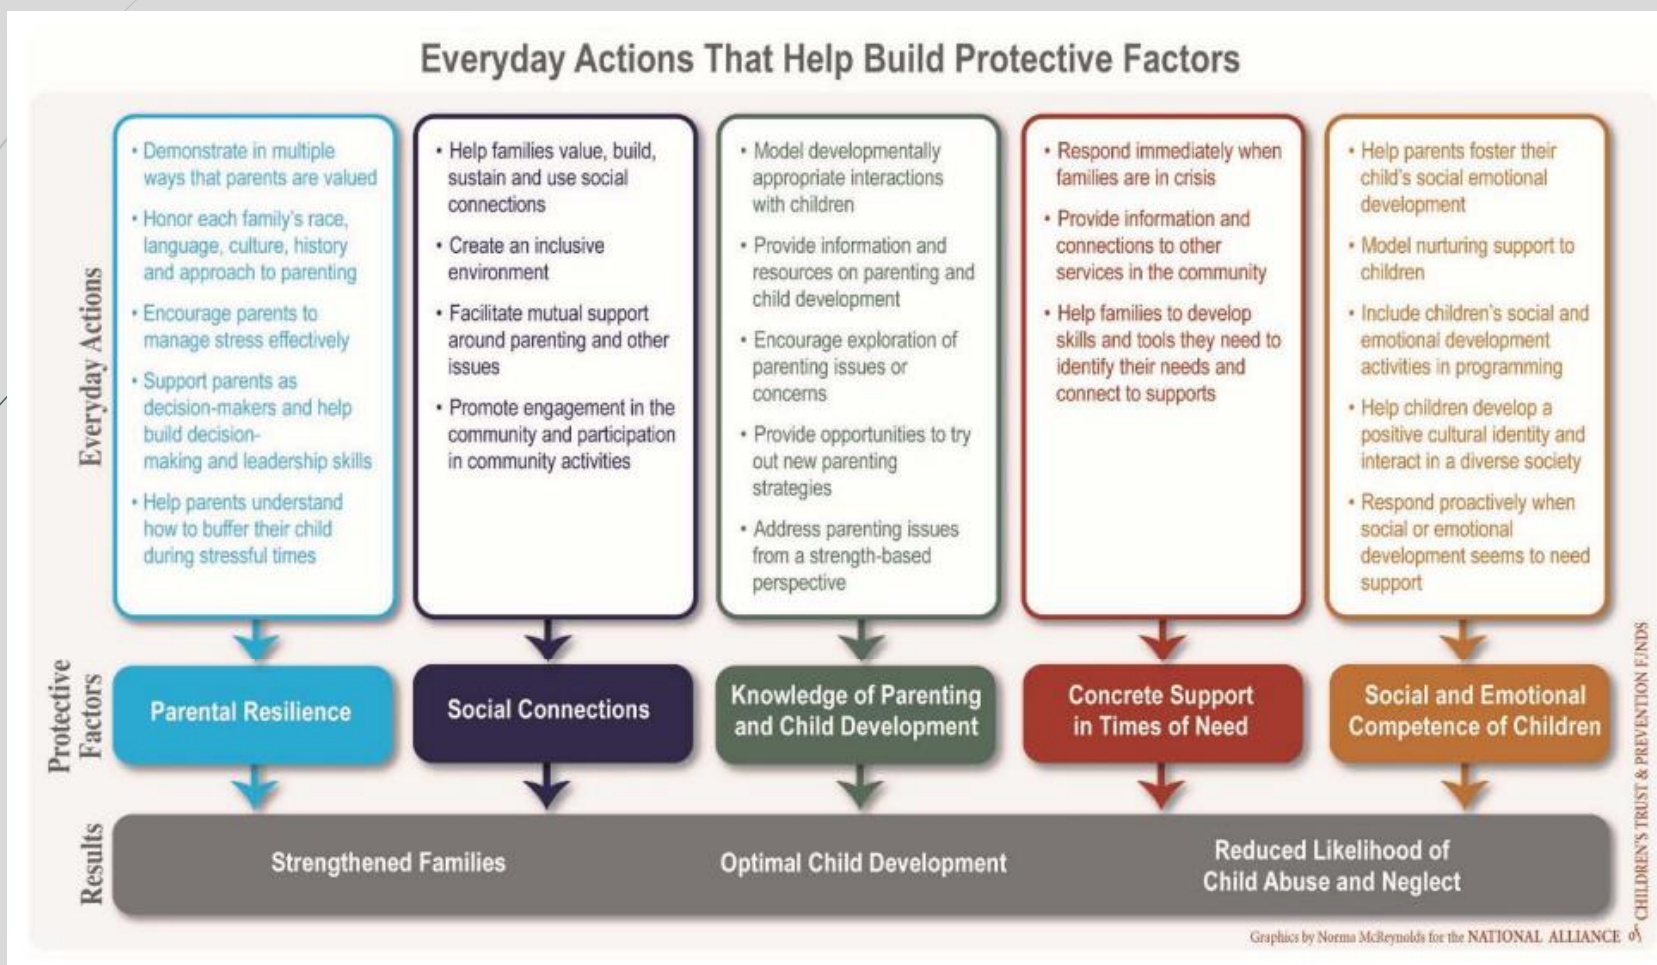 Everyday Actions That Help Build Protective Factors
Everyday Actions
• Demonstrate in multiple
ways that parents are valued
• Honor each family's race,
language, culture, history
and approach to parenting
• Encourage parents to
manage stress effectively
• Support parents as
decision-makers and help
build decision-
making and leadership skills
• Help parents understand
how to buffer their child
during stressful times
• Help families value, build,
sustain and use social
connections
• Create an inclusive
environment
• Facilitate mutual support
around parenting and other
issues
• Promote engagement in the
community and participation
in community activities
• Model developmentally
appropriate interactions
with children
• Provide information and
resources on parenting and
child development
• Encourage exploration of
parenting issues or
concerns
• Provide opportunities to try
out new parenting
strategies
• Address parenting issues
from a strength-based
perspective
• Respond immediately when
families are in crisis
• Provide information and
connections to other
services in the community
• Help families to develop
skills and tools they need to
identify their needs and
connect to supports
• Help parents foster their
child's social emotional
development
• Model nurturing support to
children
• Include children's social and
emotional development
activities in programming
• Help children develop a
positive cultural identity and
interact in a diverse society
• Respond proactively when
social or emotional
development seems to need
support
Protective
Factors
Parental Resilience
Social Connections
Knowledge of Parenting
and Child Development
Concrete Support
in Times of Need
Social and Emotional
Competence of Children
Results
Strengthened Families
Optimal Child Development
Reduced Likelihood of
Child Abuse and Neglect
Graphics by Norma McReynolds for the NATIONAL ALLIANCE of
CHILDREN'S TRUST & PREVENTION FUNDS